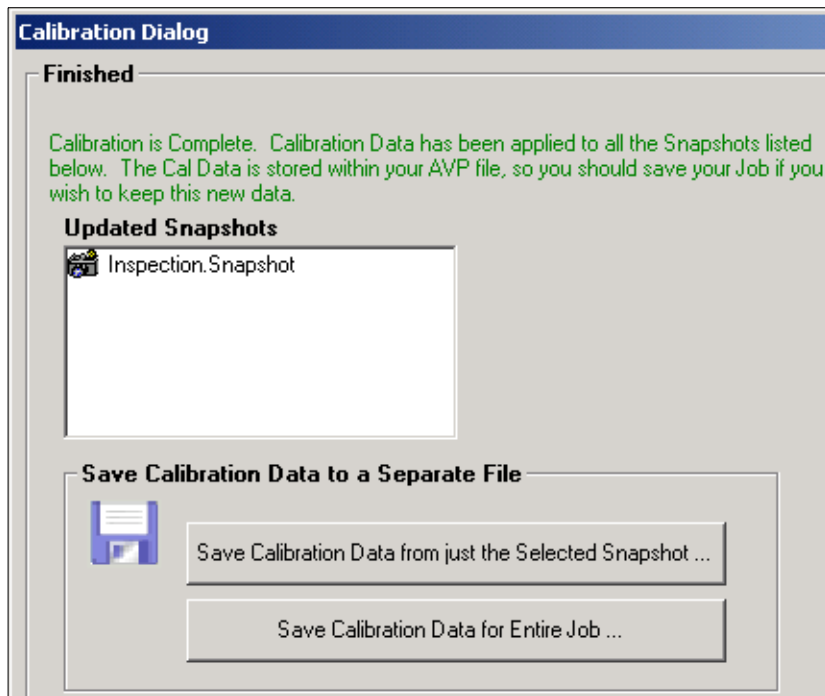 Calibration Dialog
Finished
Calibration is Complete. Calibration Data has been applied to all the Snapshots listed
below. The Cal Data is stored within your AVP file, so you should save your Job if you
wish to keep this new data.
Updated Snapshots
Inspection.Snapshot
Save Calibration Data to a Separate File
Save Calibration Data from just the Selected Snapshot ...
Save Calibration Data for Entire Job ...